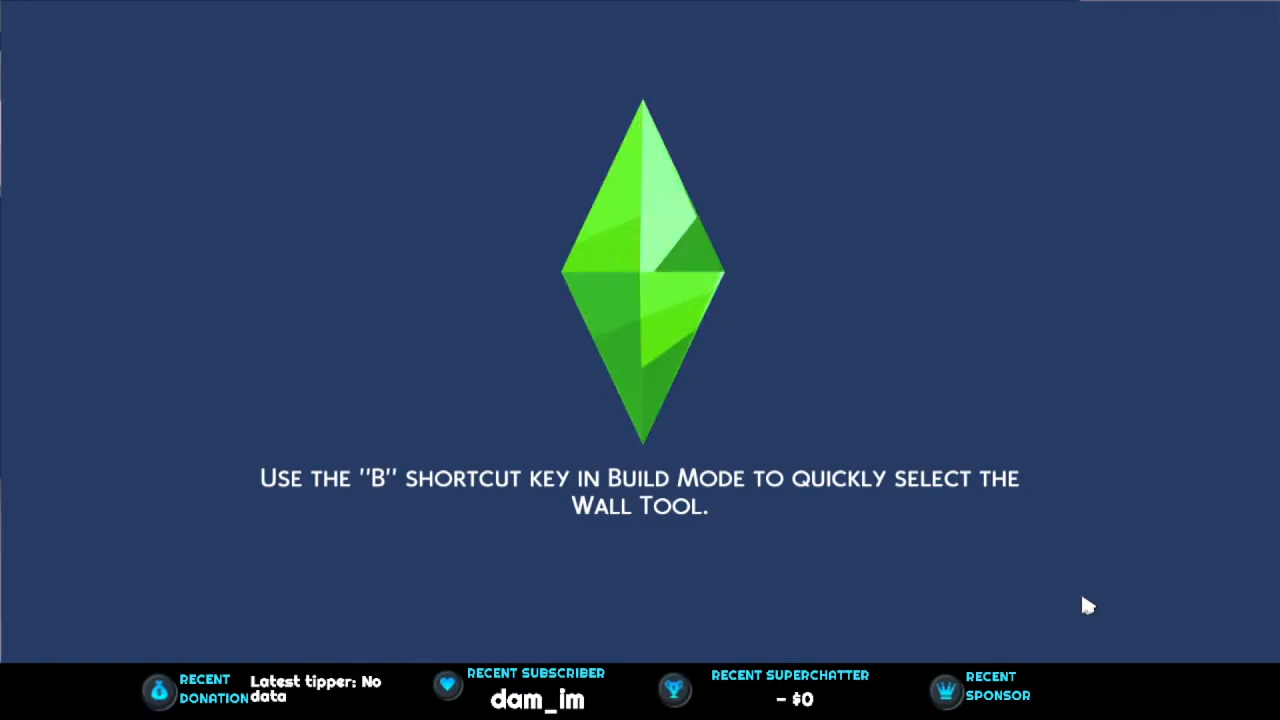 Use the "B" shortcut key in Build Mode to quickly select the
Wall Tool.
RECENT DONATION
Latest tipper: No data
RECENT SUBSCRIBER
dam_im
RECENT SUPERCHATTER
- $0
RECENT SPONSOR